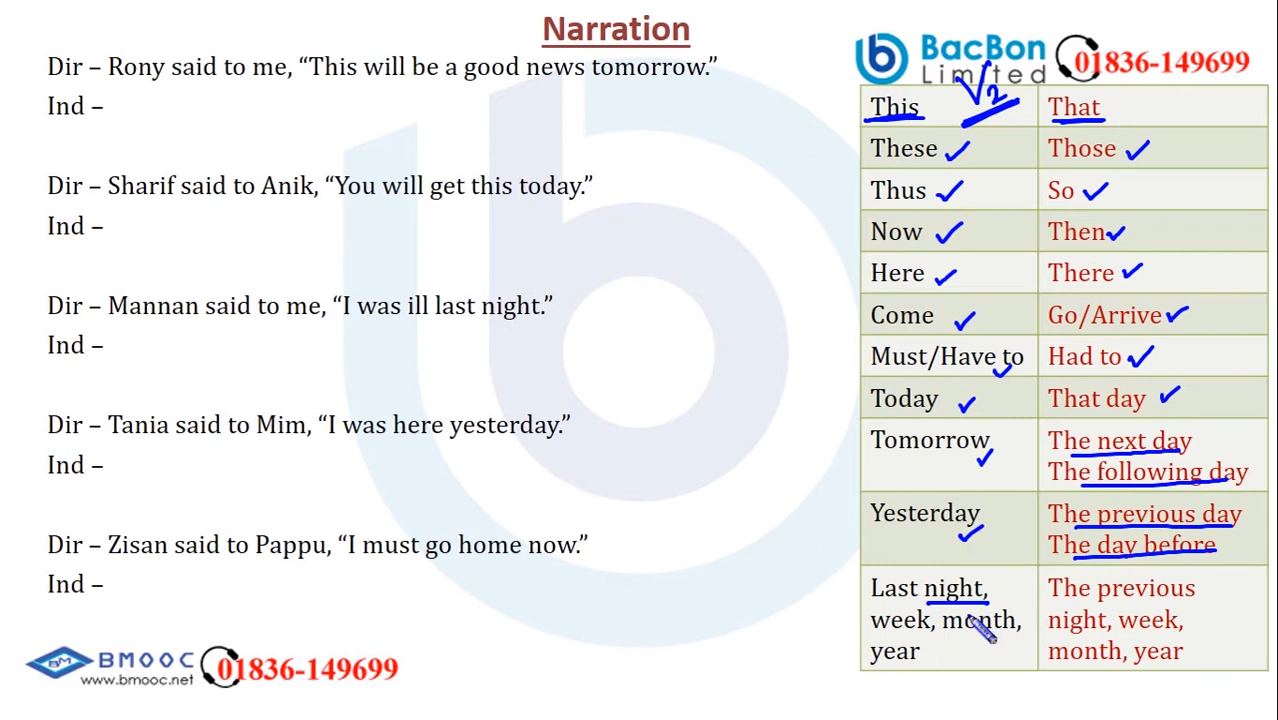 Narration
Dir – Rony said to me, “This will be a good news tomorrow.”
Ind –
Dir – Sharif said to Anik, “You will get this today.”
Ind –
Dir – Mannan said to me, “I was ill last night.”
Ind –
Dir – Tania said to Mim, “I was here yesterday.”
Ind –
Dir – Zisan said to Pappu, “I must go home now.”
Ind –
BMOOC
www.bmooc.net
01836-149699
BacBon
Limited
01836-149699
This √2 That
These Those
Thus So
Now Then
Here There
Come Go/Arrive
Must/Have to Had to
Today That day
Tomorrow The next day
The following day
Yesterday The previous day
The day before
Last night, The previous
week, month, night, week,
year month, year